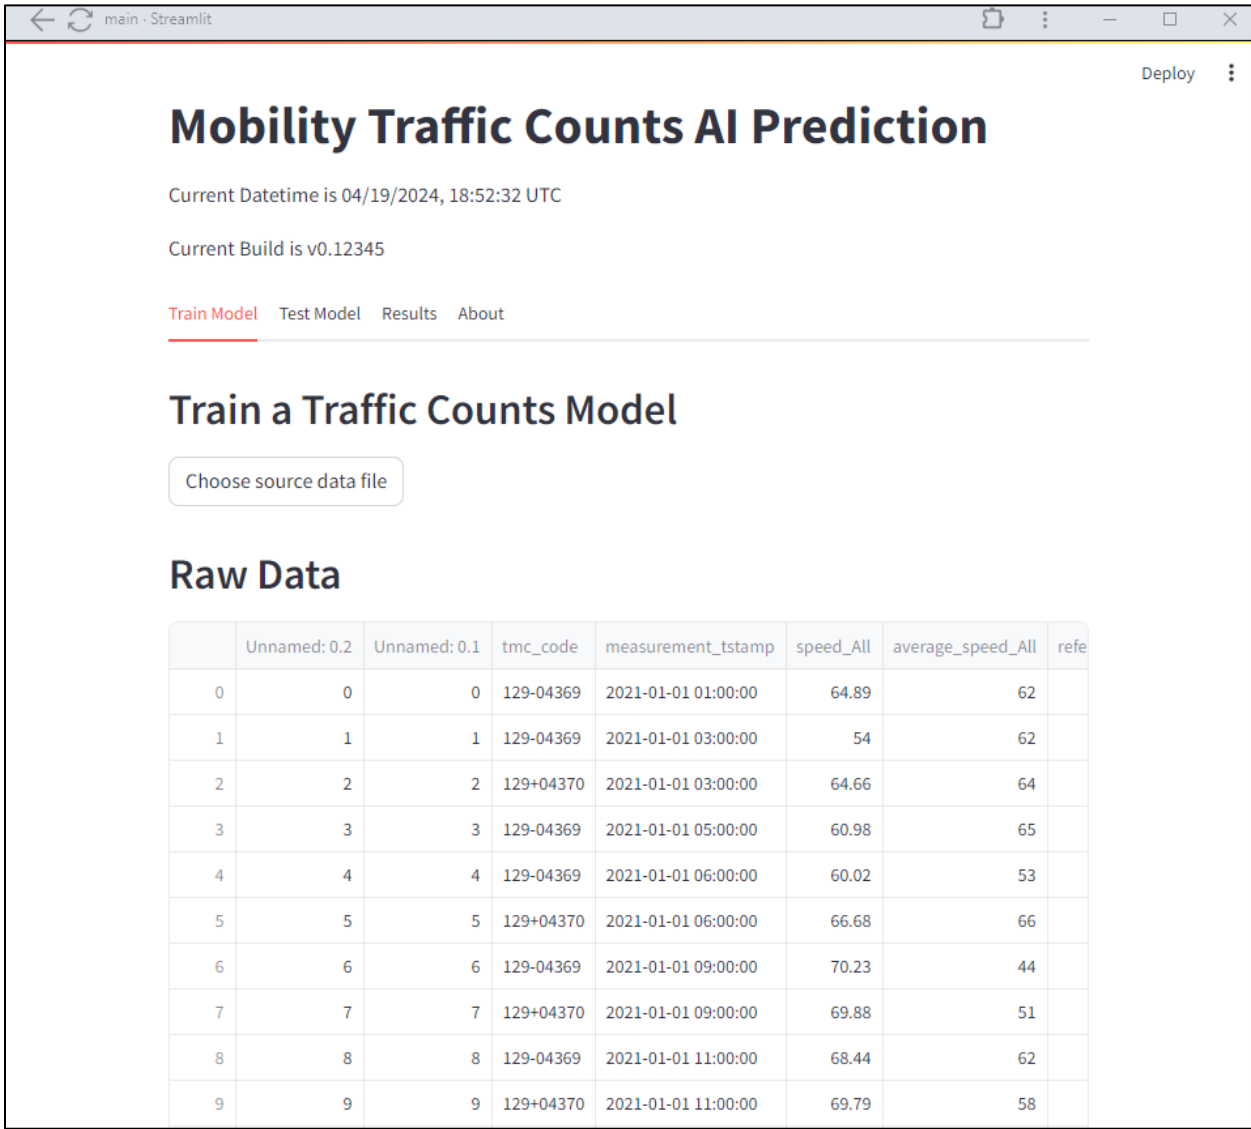 main · Streamlit
Deploy
Mobility Traffic Counts AI Prediction
Current Datetime is 04/19/2024, 18:52:32 UTC
Current Build is v0.12345
Train Model Test Model Results About
Train a Traffic Counts Model
Choose source data file
Raw Data
Unnamed: 0.2 Unnamed: 0.1 tmc_code measurement_tstamp speed_All average_speed_All refe
0 0 0 129-04369 2021-01-01 01:00:00 64.89 62
1 1 1 129-04369 2021-01-01 03:00:00 54 62
2 2 2 129+04370 2021-01-01 03:00:00 64.66 64
3 3 3 129-04369 2021-01-01 05:00:00 60.98 65
4 4 4 129-04369 2021-01-01 06:00:00 60.02 53
5 5 5 129+04370 2021-01-01 06:00:00 66.68 66
6 6 6 129-04369 2021-01-01 09:00:00 70.23 44
7 7 7 129+04370 2021-01-01 09:00:00 69.88 51
8 8 8 129-04369 2021-01-01 11:00:00 68.44 62
9 9 9 129+04370 2021-01-01 11:00:00 69.79 58